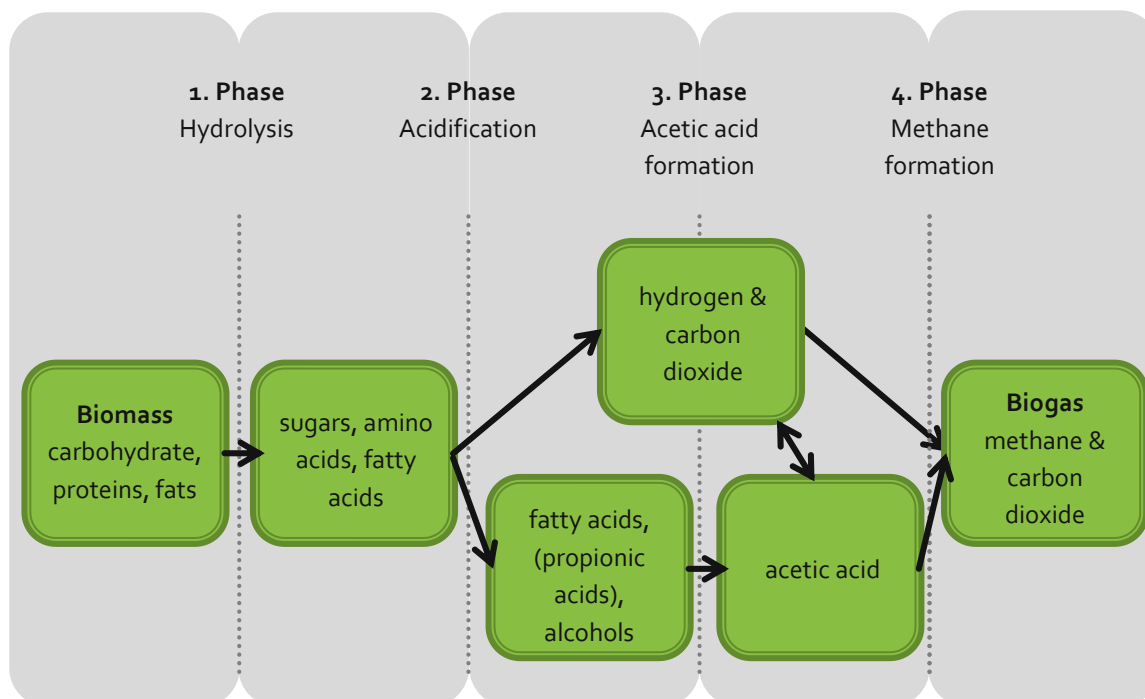 1. Phase
Hydrolysis
2. Phase
Acidification
3. Phase
Acetic acid
formation
4. Phase
Methane
formation
Biomass
carbohydrate,
proteins, fats
sugars, amino
acids, fatty
acids
hydrogen &
carbon
dioxide
fatty acids,
(propionic
acids),
alcohols
acetic acid
Biogas
methane &
carbon
dioxide